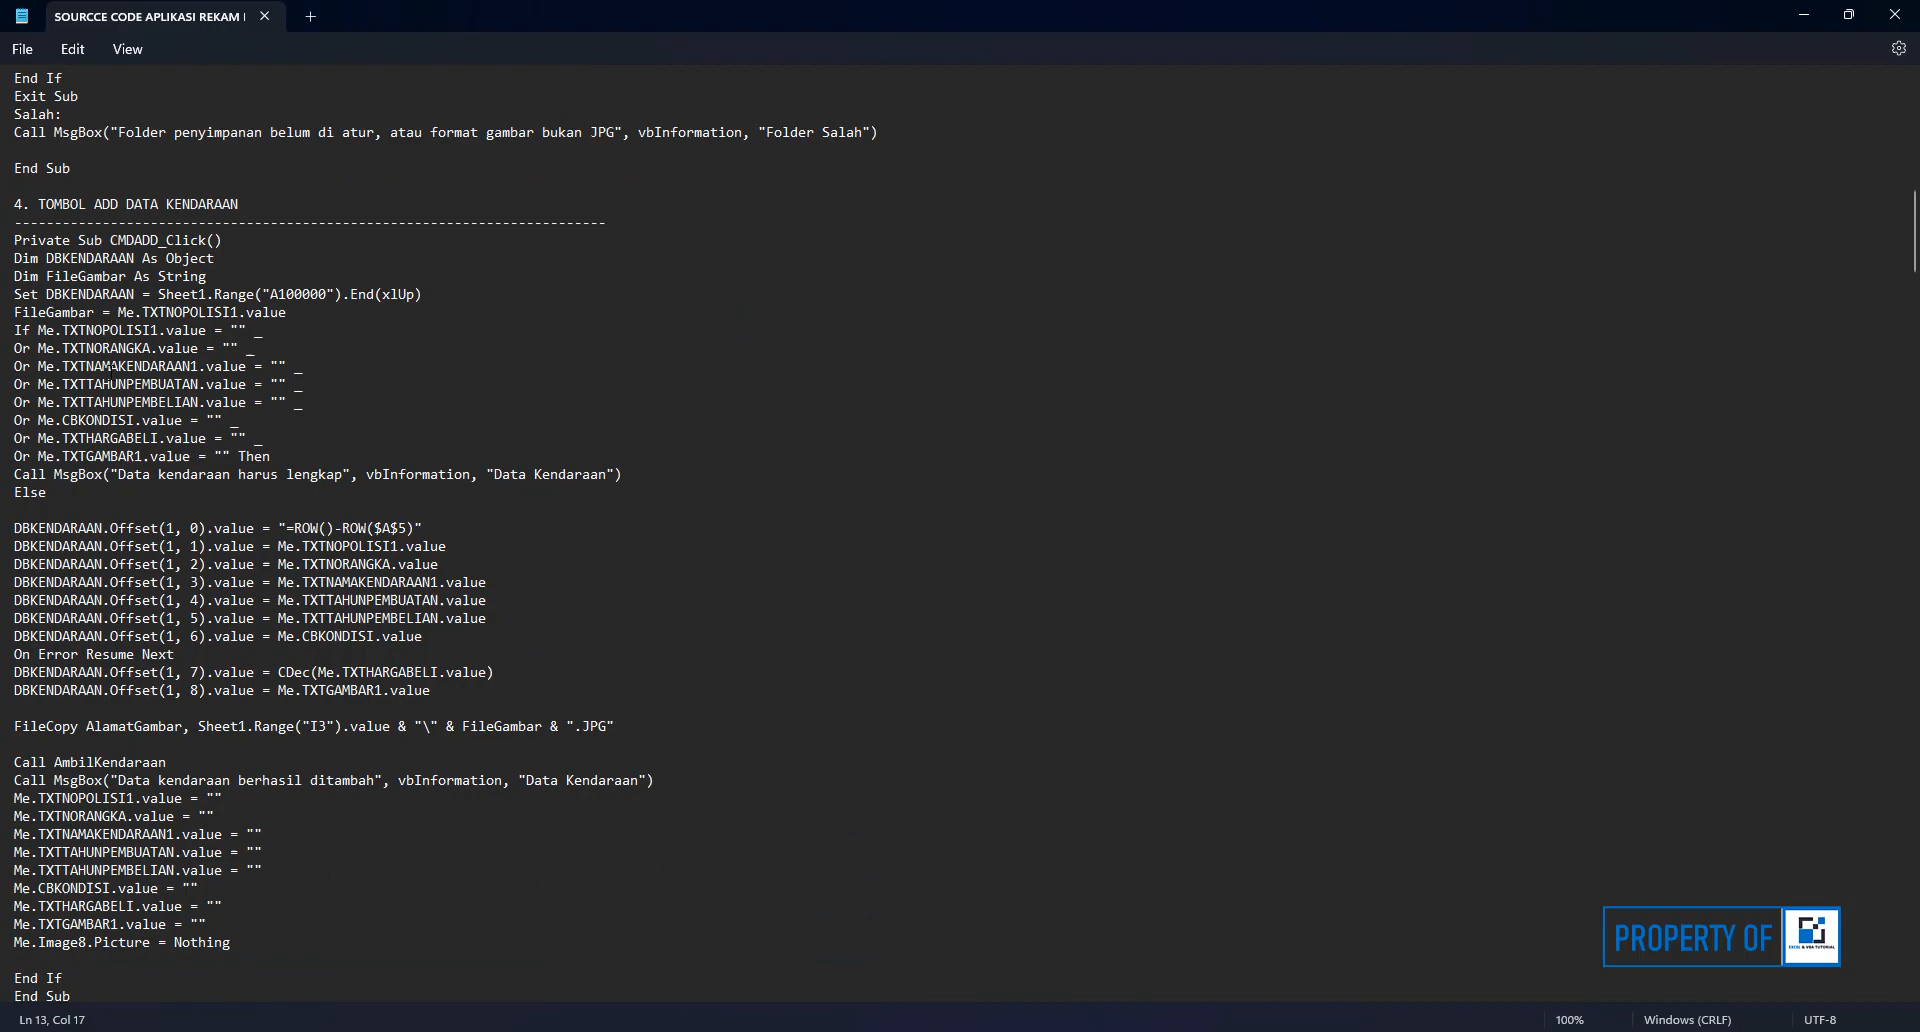 SOURCCE CODE APLIKASI REKAM
File Edit View
End If
Exit Sub
Salah:
Call MsgBox("Folder penyimpanan belum di atur, atau format gambar bukan JPG", vbInformation, "Folder Salah")
End Sub
4. TOMBOL ADD DATA KENDARAAN
--------------------------------------------------------------------------
Private Sub CMDADD_Click()
Dim DBKENDARAAN As Object
Dim FileGambar As String
Set DBKENDARAAN = Sheet1.Range("A100000").End(xlUp)
FileGambar = Me.TXTNOPOLISI1.value
If Me.TXTNOPOLISI1.value = "" _
Or Me.TXTNORANGKA.value = "" _
Or Me.TXTNAMAKENDARAAN1.value = "" _
Or Me.TXTTAHUNPEMBUATAN.value = "" _
Or Me.TXTTAHUNPEMBELIAN.value = "" _
Or Me.CBKONDISI.value = "" _
Or Me.TXTHARGABELI.value = "" _
Or Me.TXTGAMBAR1.value = "" Then
Call MsgBox("Data kendaraan harus lengkap", vbInformation, "Data Kendaraan")
Else
DBKENDARAAN.Offset(1, 0).value = "=ROW()-ROW($A$5)"
DBKENDARAAN.Offset(1, 1).value = Me.TXTNOPOLISI1.value
DBKENDARAAN.Offset(1, 2).value = Me.TXTNORANGKA.value
DBKENDARAAN.Offset(1, 3).value = Me.TXTNAMAKENDARAAN1.value
DBKENDARAAN.Offset(1, 4).value = Me.TXTTAHUNPEMBUATAN.value
DBKENDARAAN.Offset(1, 5).value = Me.TXTTAHUNPEMBELIAN.value
DBKENDARAAN.Offset(1, 6).value = Me.CBKONDISI.value
On Error Resume Next
DBKENDARAAN.Offset(1, 7).value = CDec(Me.TXTHARGABELI.value)
DBKENDARAAN.Offset(1, 8).value = Me.TXTGAMBAR1.value
FileCopy AlamatGambar, Sheet1.Range("I3").value & "\" & FileGambar & ".JPG"
Call AmbilKendaraan
Call MsgBox("Data kendaraan berhasil ditambah", vbInformation, "Data Kendaraan")
Me.TXTNOPOLISI1.value = ""
Me.TXTNORANGKA.value = ""
Me.TXTNAMAKENDARAAN1.value = ""
Me.TXTTAHUNPEMBUATAN.value = ""
Me.TXTTAHUNPEMBELIAN.value = ""
Me.CBKONDISI.value = ""
Me.TXTHARGABELI.value = ""
Me.TXTGAMBAR1.value = ""
Me.Image8.Picture = Nothing
End If
End Sub
PROPERTY OF
EXCEL & VBA TUTORIAL
Ln 13, Col 17 100% Windows (CRLF) UTF-8